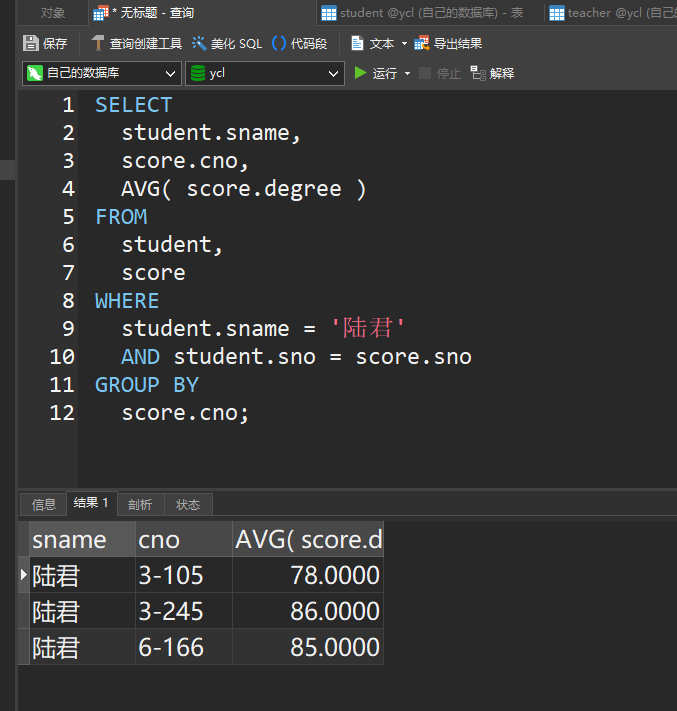 对象 * 无标题 - 查询 student @ycl (自己的数据库) - 表 teacher @ycl (自己的
保存 查询创建工具 美化 SQL () 代码段 文本 导出结果
自己的数据库 ycl 运行 停止 解释
1 SELECT
2 student.sname,
3 score.cno,
4 AVG( score.degree )
5 FROM
6 student,
7 score
8 WHERE
9 student.sname = '陆君'
10 AND student.sno = score.sno
11 GROUP BY
12 score.cno;
信息 结果 1 剖析 状态
sname cno AVG( score.d
陆君 3-105 78.0000
陆君 3-245 86.0000
陆君 6-166 85.0000